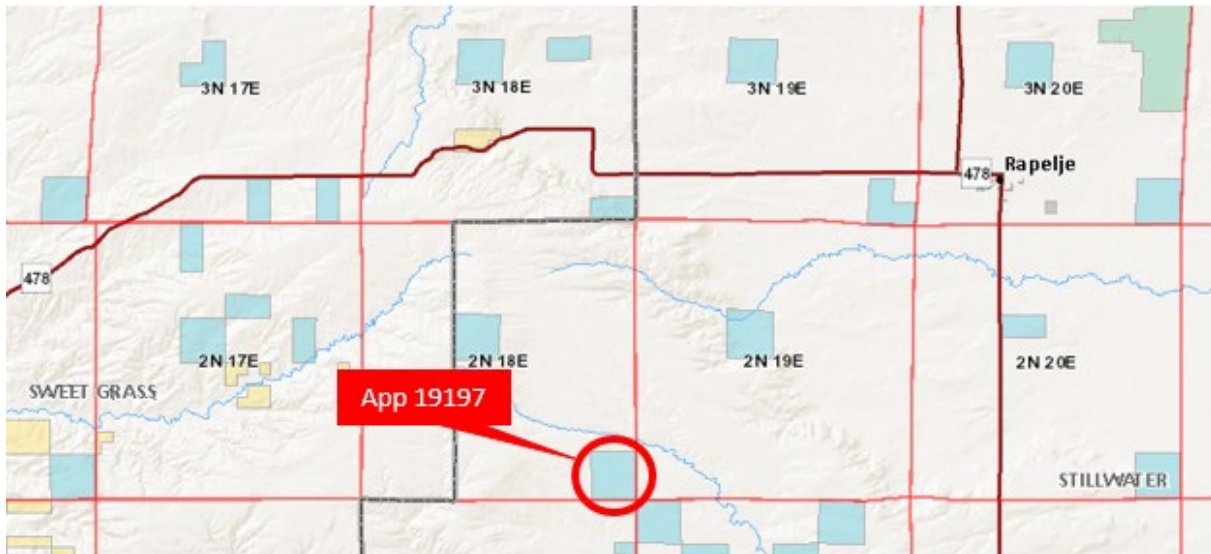 3N 17E
3N 18E
3N 19E
3N 20E
Rapelje
478
478
2N 17E
2N 18E
2N 19E
2N 20E
SWEET GRASS
App 19197
STILLWATER